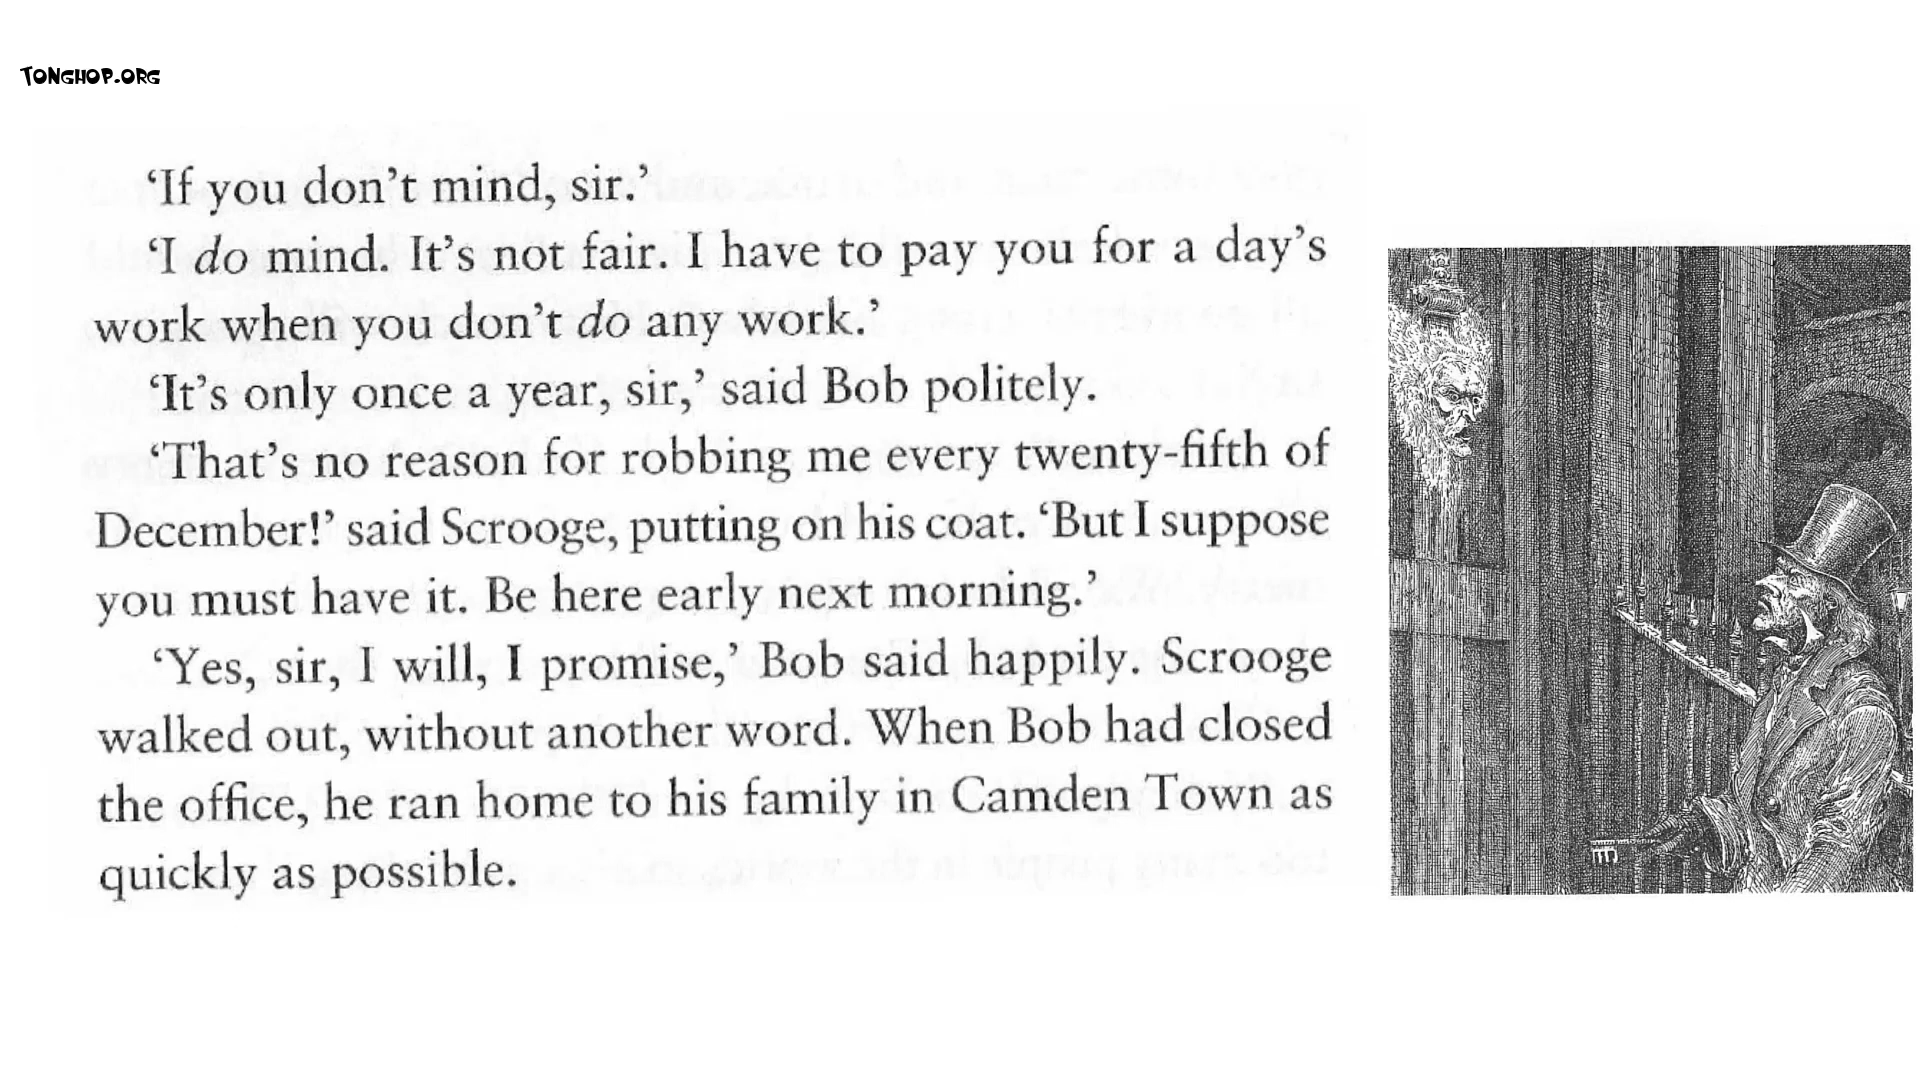 TONGHOP.ORG
‘If you don’t mind, sir.’
‘I do mind. It’s not fair. I have to pay you for a day’s
work when you don’t do any work.’
‘It’s only once a year, sir,’ said Bob politely.
‘That’s no reason for robbing me every twenty-fifth of
December!’ said Scrooge, putting on his coat. ‘But I suppose
you must have it. Be here early next morning.’
‘Yes, sir, I will, I promise,’ Bob said happily. Scrooge
walked out, without another word. When Bob had closed
the office, he ran home to his family in Camden Town as
quickly as possible.